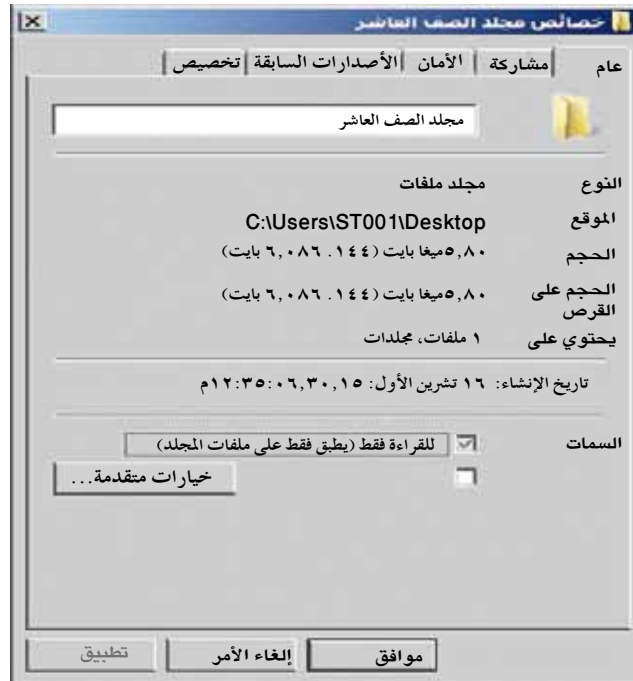 خصائص مجلد الصف العاشر
عام | مشاركة | الأمان | الأصدارات السابقة | تخصيص |
مجلد الصف العاشر
النوع مجلد ملفات
الموقع C:\Users\ST001\Desktop
الحجم ٥,٨٠ ميغا بايت (٦,٠٨٦.١٤٤ بايت)
الحجم على القرص ٥,٨٠ ميغا بايت (٦,٠٨٦.١٤٤ بايت)
يحتوي على ١ ملفات، مجلدات
تاريخ الإنشاء: ١٦ تشرين الأول: ١٢:٣٥:٠٦,٣٠,١٥م
السمات للقراءة فقط (يطبق فقط على ملفات المجلد)
خيارات متقدمة...
موافق إلغاء الأمر تطبيق